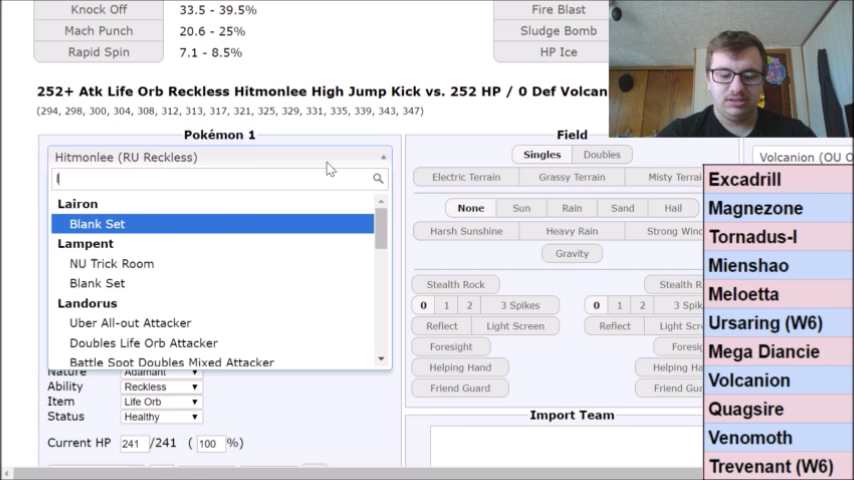 Knock Off 33.5 - 39.5%
Mach Punch 20.6 - 25%
Rapid Spin 7.1 - 8.5%
Fire Blast
Sludge Bomb
HP Ice
252+ Atk Life Orb Reckless Hitmonlee High Jump Kick vs. 252 HP / 0 Def Volcan
(294, 298, 300, 304, 308, 312, 313, 317, 321, 325, 329, 331, 335, 339, 343, 347)
Pokémon 1
Hitmonlee (RU Reckless)
l
Lairon
Blank Set
Lampent
NU Trick Room
Blank Set
Landorus
Uber All-out Attacker
Doubles Life Orb Attacker
Battle Spot Doubles Mixed Attacker
Nature Adamant
Ability Reckless
Item Life Orb
Status Healthy
Current HP 241 /241 ( 100 %)
Field
Singles Doubles
Electric Terrain Grassy Terrain Misty Terr
None Sun Rain Sand Hail
Harsh Sunshine Heavy Rain Strong Wind
Gravity
Stealth Rock Stealth R
0 1 2 3 Spikes 0 1 2 3 Spik
Reflect Light Screen Reflect Light Scr
Foresight Foresig
Helping Hand Helping Ha
Friend Guard Friend Gua
Import Team
Volcanion (OU O
Excadrill
Magnezone
Tornadus-I
Mienshao
Meloetta
Ursaring (W6)
Mega Diancie
Volcanion
Quagsire
Venomoth
Trevenant (W6)